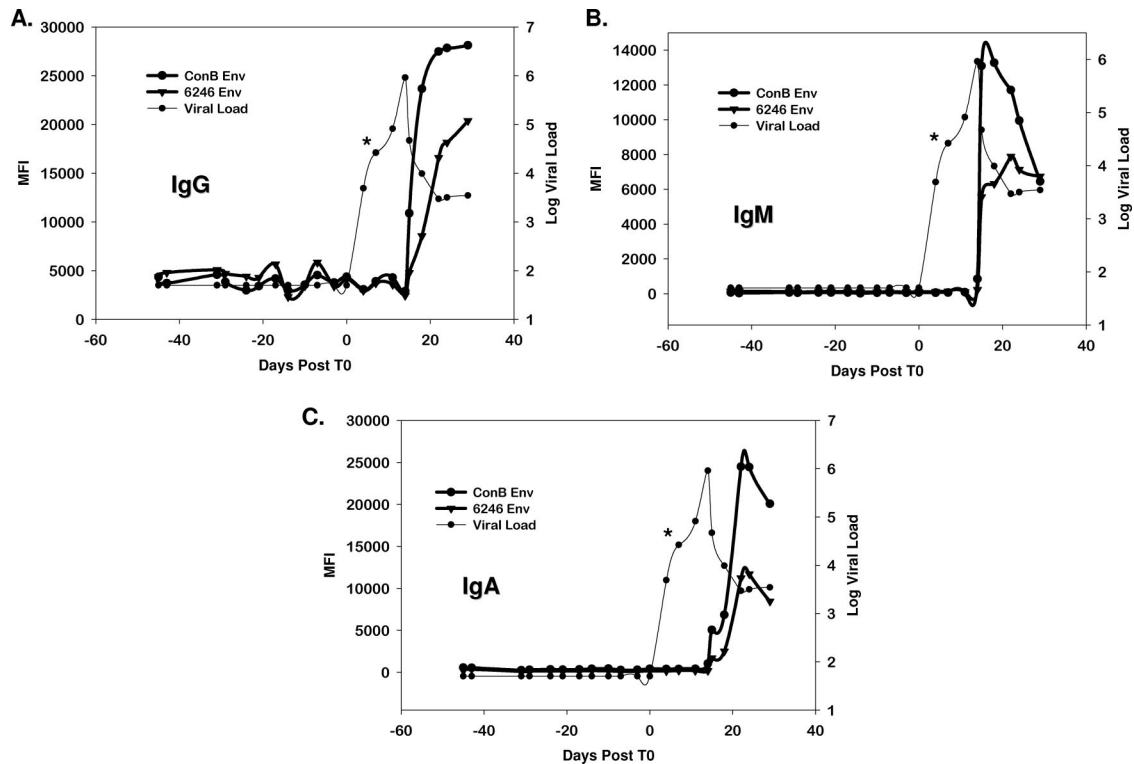 A.
30000
25000
20000
15000
10000
5000
0
MFI
ConB Env
6246 Env
Viral Load
*
IgG
7
6
5
4
3
2
1
Log Viral Load
-60 -40 -20 0 20 40
Days Post T0
B.
14000
12000
10000
8000
6000
4000
2000
0
MFI
ConB Env
6246 Env
Viral Load
*
IgM
6
5
4
3
2
1
Log Viral Load
-60 -40 -20 0 20 40
Days Post T0
C.
30000
25000
20000
15000
10000
5000
0
MFI
ConB Env
6246 Env
Viral Load
*
IgA
7
6
5
4
3
2
1
Log Viral Load
-60 -40 -20 0 20 40
Days Post T0